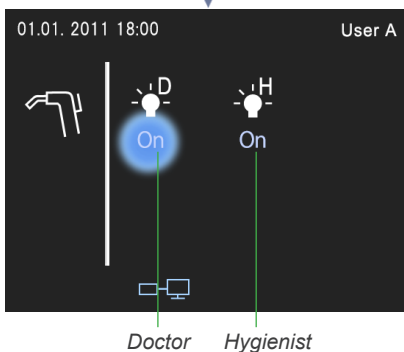 01.01. 2011 18:00 User A
D H
On On
Doctor Hygienist